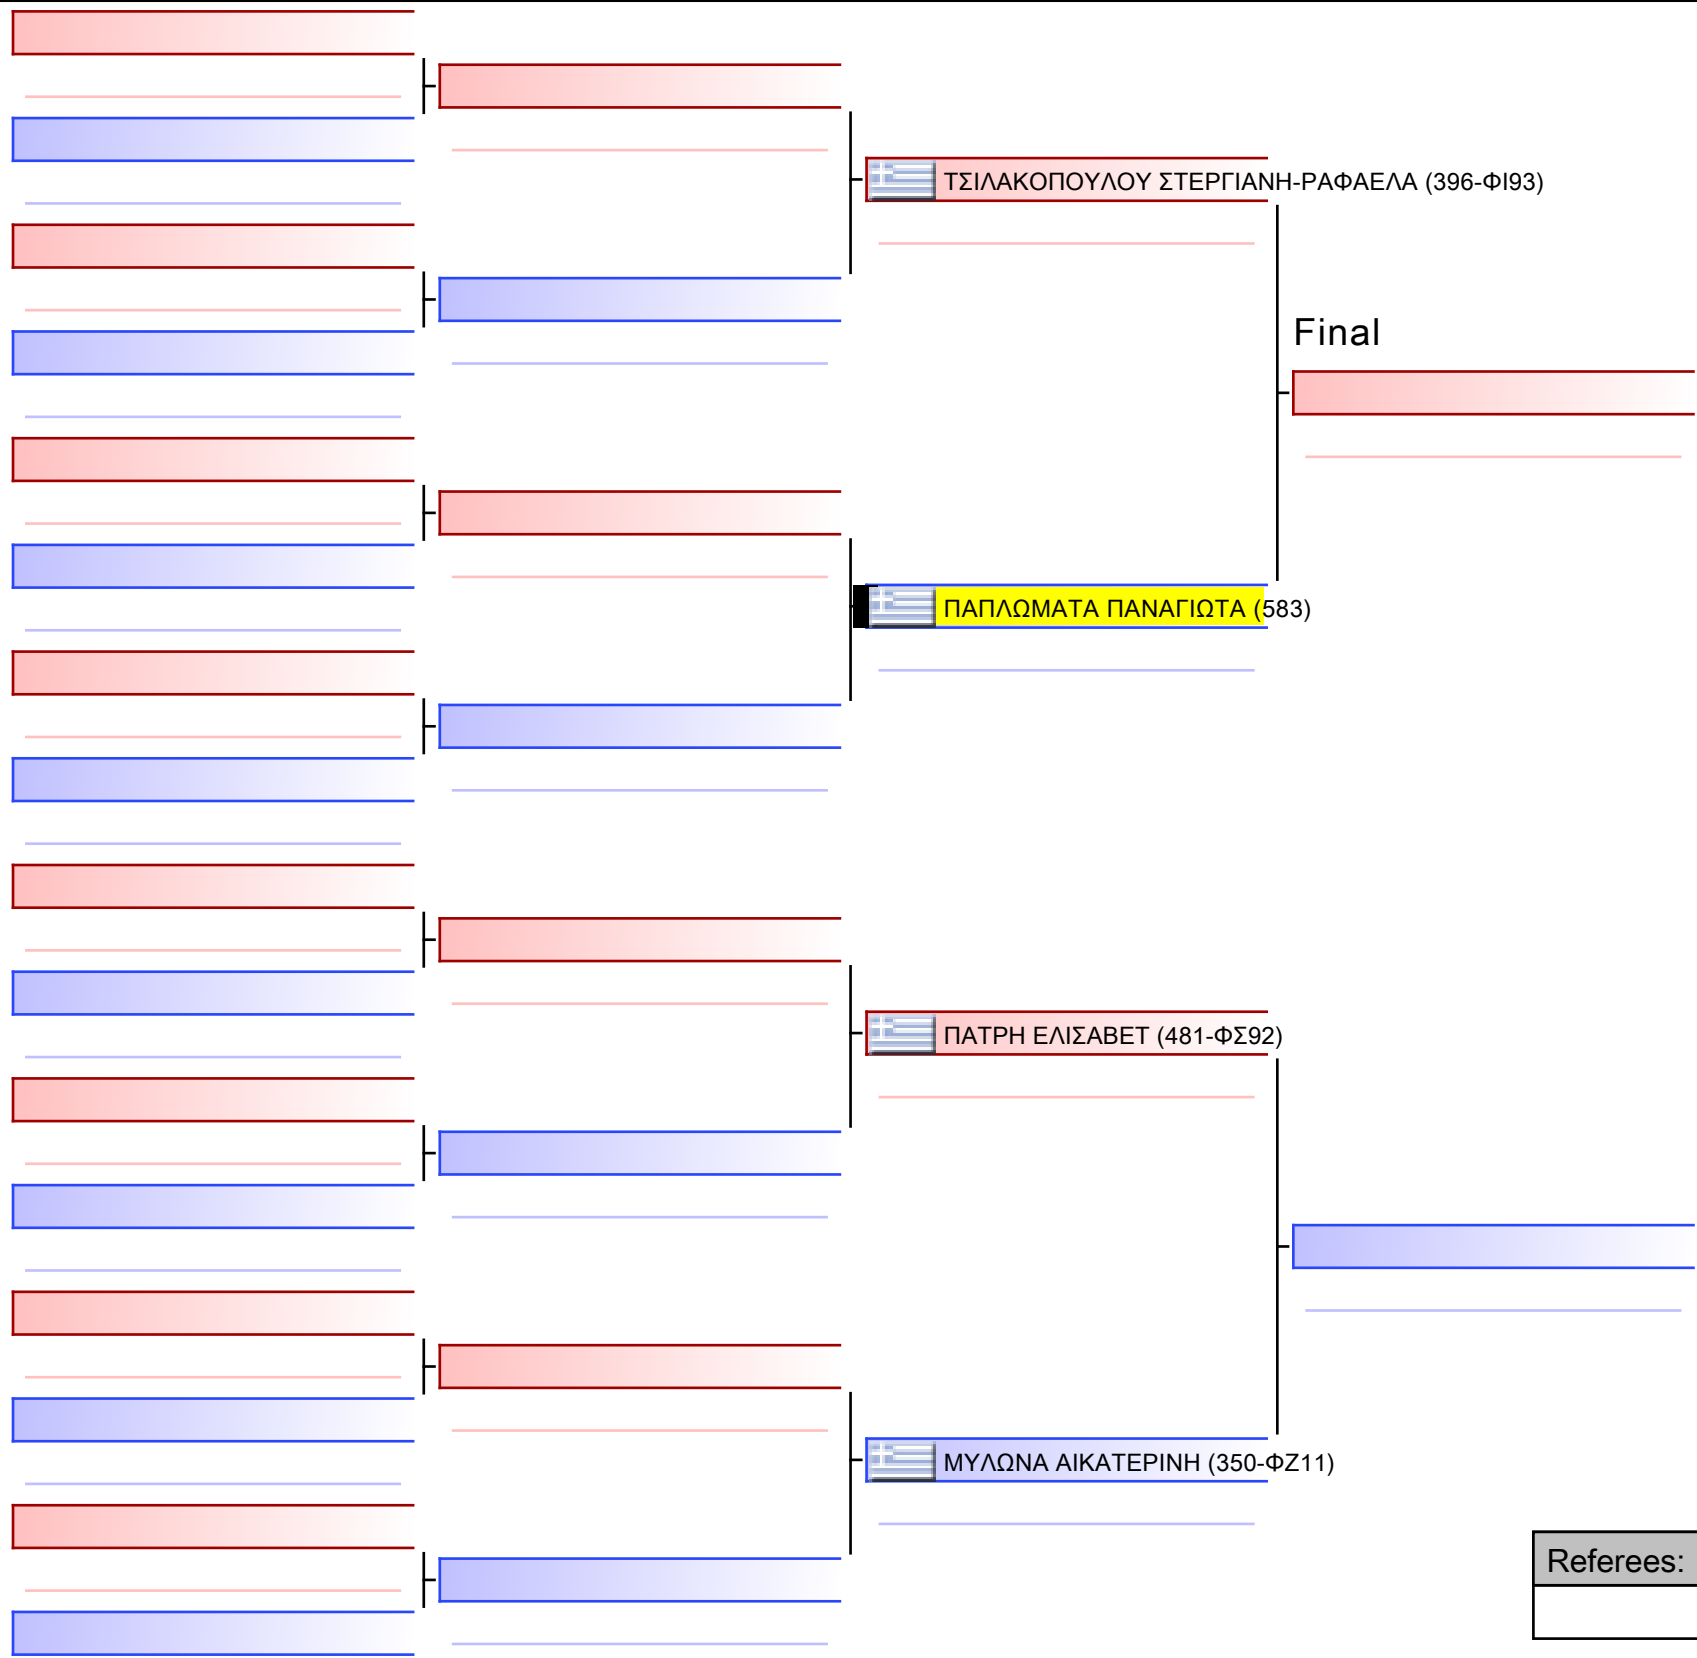 ΤΣΙΛΑΚΟΠΟΥΛΟΥ ΣΤΕΡΓΙΑΝΗ-ΡΑΦΑΕΛΑ (396-ΦΙ93)
Final
ΠΑΠΛΩΜΑΤΑ ΠΑΝΑΓΙΩΤΑ (583)
ΠΑΤΡΗ ΕΛΙΣΑΒΕΤ (481-ΦΣ92)
ΜΥΛΩΝΑ ΑΙΚΑΤΕΡΙΝΗ (350-ΦΖ11)
Referees: